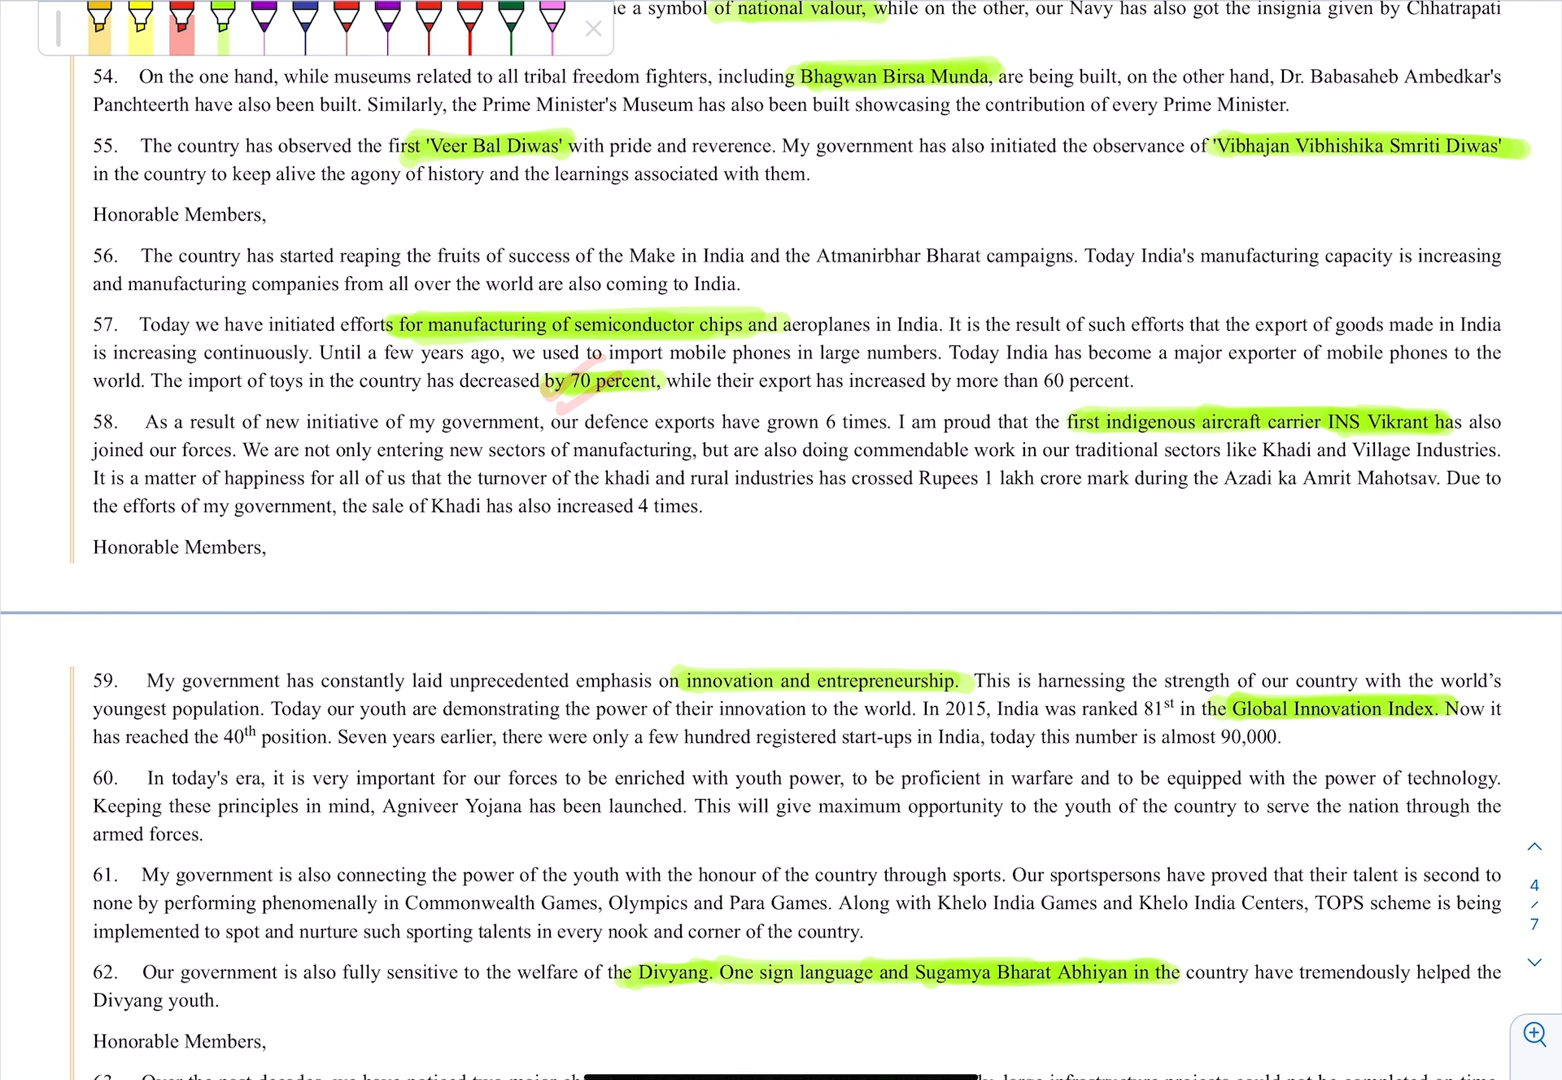 ne a symbol of national valour, while on the other, our Navy has also got the insignia given by Chhatrapati
54. On the one hand, while museums related to all tribal freedom fighters, including Bhagwan Birsa Munda, are being built, on the other hand, Dr. Babasaheb Ambedkar's
Panchteerth have also been built. Similarly, the Prime Minister's Museum has also been built showcasing the contribution of every Prime Minister.
55. The country has observed the first 'Veer Bal Diwas' with pride and reverence. My government has also initiated the observance of 'Vibhajan Vibhishika Smriti Diwas'
in the country to keep alive the agony of history and the learnings associated with them.
Honorable Members,
56. The country has started reaping the fruits of success of the Make in India and the Atmanirbhar Bharat campaigns. Today India's manufacturing capacity is increasing
and manufacturing companies from all over the world are also coming to India.
57. Today we have initiated efforts for manufacturing of semiconductor chips and aeroplanes in India. It is the result of such efforts that the export of goods made in India
is increasing continuously. Until a few years ago, we used to import mobile phones in large numbers. Today India has become a major exporter of mobile phones to the
world. The import of toys in the country has decreased by 70 percent, while their export has increased by more than 60 percent.
58. As a result of new initiative of my government, our defence exports have grown 6 times. I am proud that the first indigenous aircraft carrier INS Vikrant has also
joined our forces. We are not only entering new sectors of manufacturing, but are also doing commendable work in our traditional sectors like Khadi and Village Industries.
It is a matter of happiness for all of us that the turnover of the khadi and rural industries has crossed Rupees 1 lakh crore mark during the Azadi ka Amrit Mahotsav. Due to
the efforts of my government, the sale of Khadi has also increased 4 times.
Honorable Members,
59. My government has constantly laid unprecedented emphasis on innovation and entrepreneurship. This is harnessing the strength of our country with the world’s
youngest population. Today our youth are demonstrating the power of their innovation to the world. In 2015, India was ranked 81st in the Global Innovation Index. Now it
has reached the 40th position. Seven years earlier, there were only a few hundred registered start-ups in India, today this number is almost 90,000.
60. In today's era, it is very important for our forces to be enriched with youth power, to be proficient in warfare and to be equipped with the power of technology.
Keeping these principles in mind, Agniveer Yojana has been launched. This will give maximum opportunity to the youth of the country to serve the nation through the
armed forces.
61. My government is also connecting the power of the youth with the honour of the country through sports. Our sportspersons have proved that their talent is second to
none by performing phenomenally in Commonwealth Games, Olympics and Para Games. Along with Khelo India Games and Khelo India Centers, TOPS scheme is being
implemented to spot and nurture such sporting talents in every nook and corner of the country.
62. Our government is also fully sensitive to the welfare of the Divyang. One sign language and Sugamya Bharat Abhiyan in the country have tremendously helped the
Divyang youth.
Honorable Members,
4
/
7